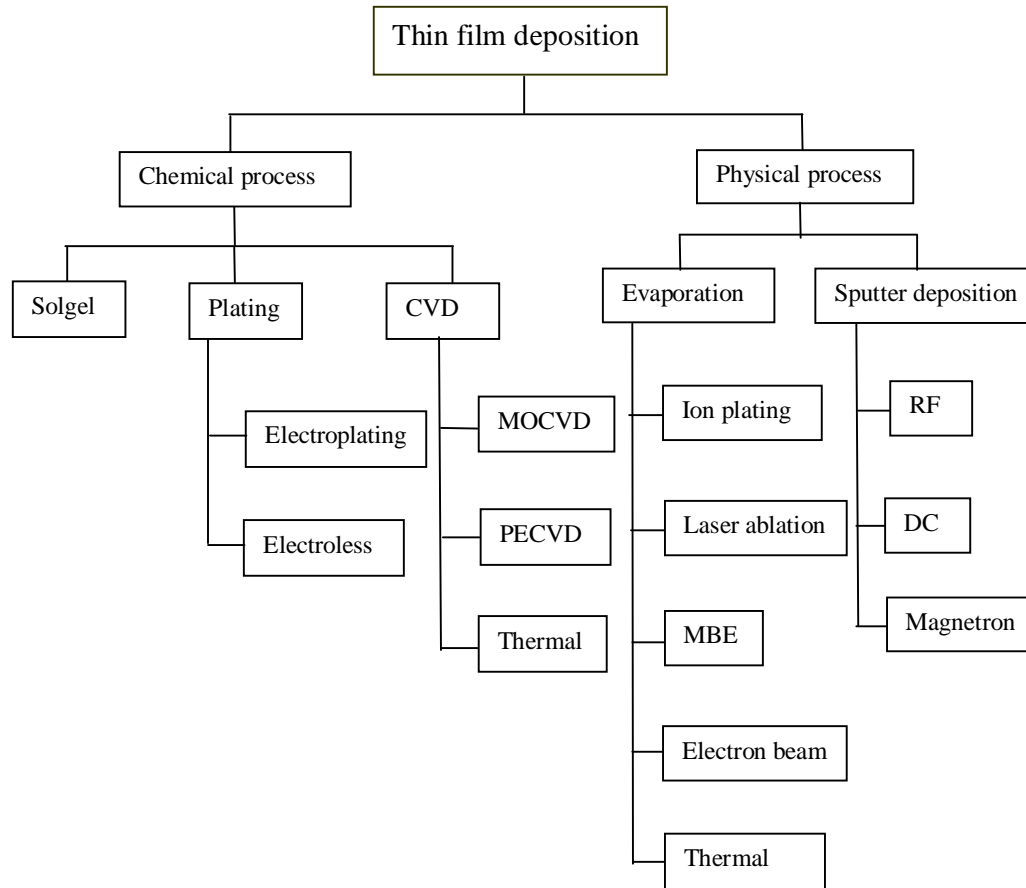 Thin film deposition
Chemical process
Physical process
Solgel
Plating
CVD
Evaporation
Sputter deposition
Electroplating
Electroless
MOCVD
PECVD
Thermal
Ion plating
Laser ablation
MBE
Electron beam
Thermal
RF
DC
Magnetron